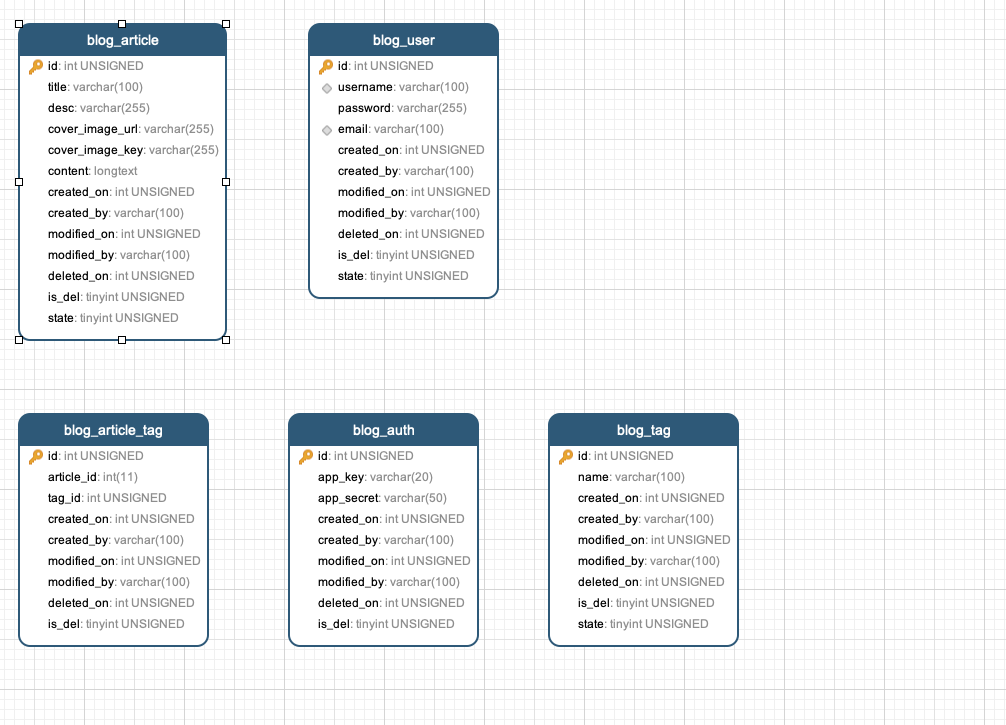 blog_article
id: int UNSIGNED
title: varchar(100)
desc: varchar(255)
cover_image_url: varchar(255)
cover_image_key: varchar(255)
content: longtext
created_on: int UNSIGNED
created_by: varchar(100)
modified_on: int UNSIGNED
modified_by: varchar(100)
deleted_on: int UNSIGNED
is_del: tinyint UNSIGNED
state: tinyint UNSIGNED
blog_user
id: int UNSIGNED
username: varchar(100)
password: varchar(255)
email: varchar(100)
created_on: int UNSIGNED
created_by: varchar(100)
modified_on: int UNSIGNED
modified_by: varchar(100)
deleted_on: int UNSIGNED
is_del: tinyint UNSIGNED
state: tinyint UNSIGNED
blog_article_tag
id: int UNSIGNED
article_id: int(11)
tag_id: int UNSIGNED
created_on: int UNSIGNED
created_by: varchar(100)
modified_on: int UNSIGNED
modified_by: varchar(100)
deleted_on: int UNSIGNED
is_del: tinyint UNSIGNED
blog_auth
id: int UNSIGNED
app_key: varchar(20)
app_secret: varchar(50)
created_on: int UNSIGNED
created_by: varchar(100)
modified_on: int UNSIGNED
modified_by: varchar(100)
deleted_on: int UNSIGNED
is_del: tinyint UNSIGNED
blog_tag
id: int UNSIGNED
name: varchar(100)
created_on: int UNSIGNED
created_by: varchar(100)
modified_on: int UNSIGNED
modified_by: varchar(100)
deleted_on: int UNSIGNED
is_del: tinyint UNSIGNED
state: tinyint UNSIGNED